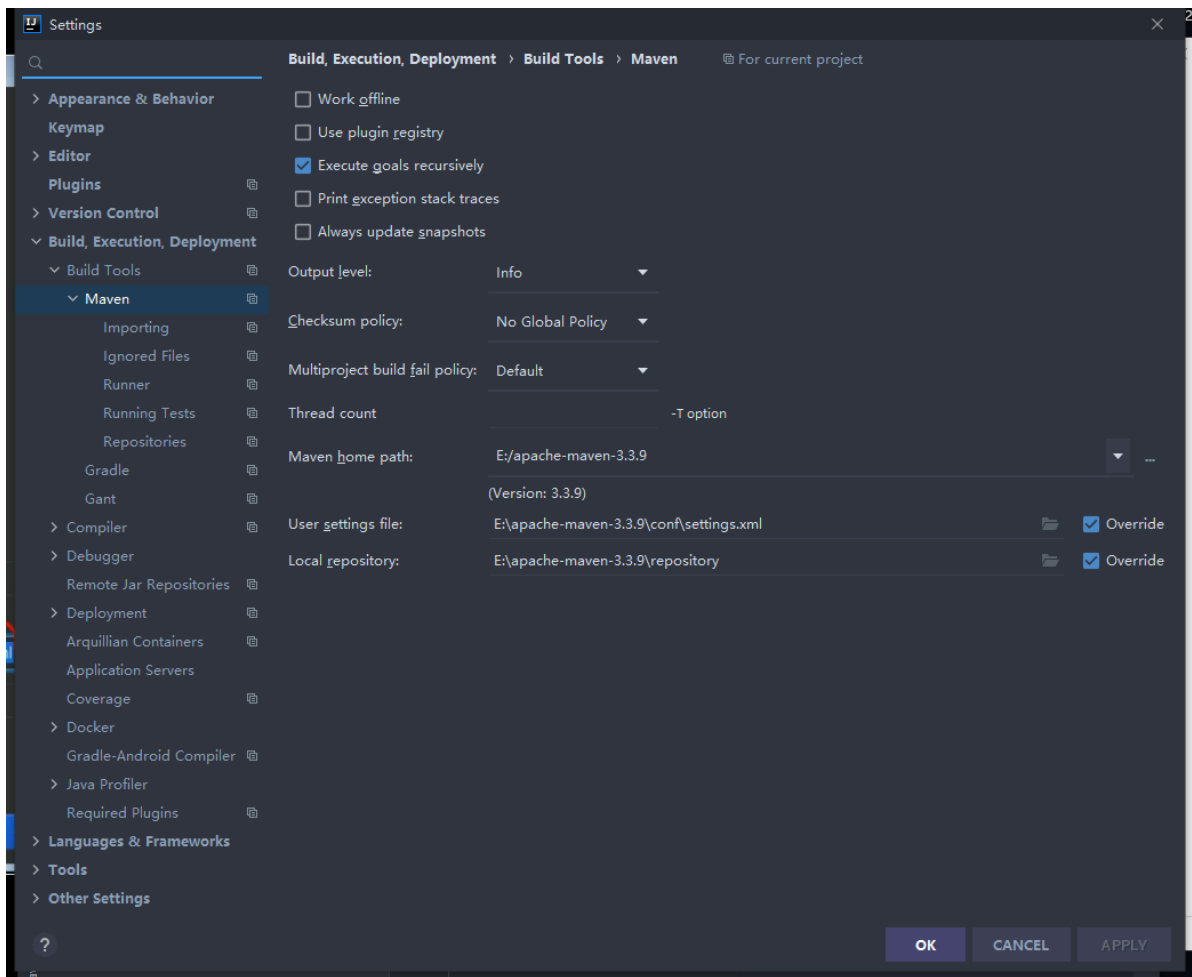 Settings
Build, Execution, Deployment › Build Tools › Maven For current project
Appearance & Behavior
Keymap
Editor
Plugins
Version Control
Build, Execution, Deployment
Build Tools
Maven
Importing
Ignored Files
Runner
Running Tests
Repositories
Gradle
Gant
Compiler
Debugger
Remote Jar Repositories
Deployment
Arquillian Containers
Application Servers
Coverage
Docker
Gradle-Android Compiler
Java Profiler
Required Plugins
Languages & Frameworks
Tools
Other Settings
Work offline
Use plugin registry
Execute goals recursively
Print exception stack traces
Always update snapshots
Output level: Info
Checksum policy: No Global Policy
Multiproject build fail policy: Default
Thread count -T option
Maven home path: E:/apache-maven-3.3.9 ...
(Version: 3.3.9)
User settings file: E:\apache-maven-3.3.9\conf\settings.xml Override
Local repository: E:\apache-maven-3.3.9\repository Override
? OK CANCEL APPLY